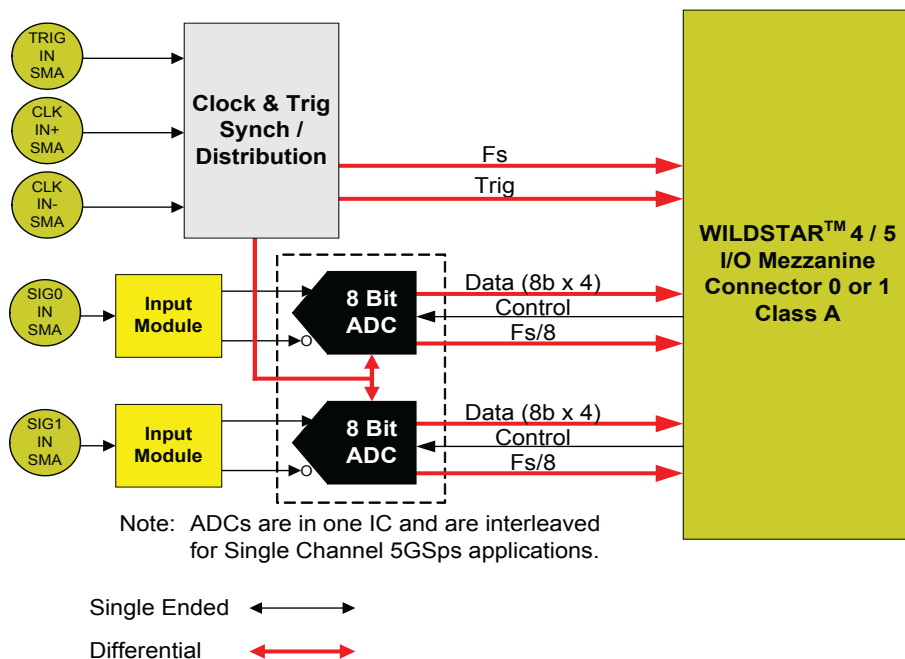 TRIG
IN
SMA
CLK
IN+
SMA
CLK
IN-
SMA
Clock & Trig
Synch /
Distribution
Fs
Trig
WILDSTAR™ 4 / 5
I/O Mezzanine
Connector 0 or 1
Class A
SIG0
IN
SMA
Input
Module
O
8 Bit
ADC
Data (8b x 4)
Control
Fs/8
SIG1
IN
SMA
Input
Module
O
8 Bit
ADC
Data (8b x 4)
Control
Fs/8
Note: ADCs are in one IC and are interleaved
for Single Channel 5GSps applications.
Single Ended
Differential